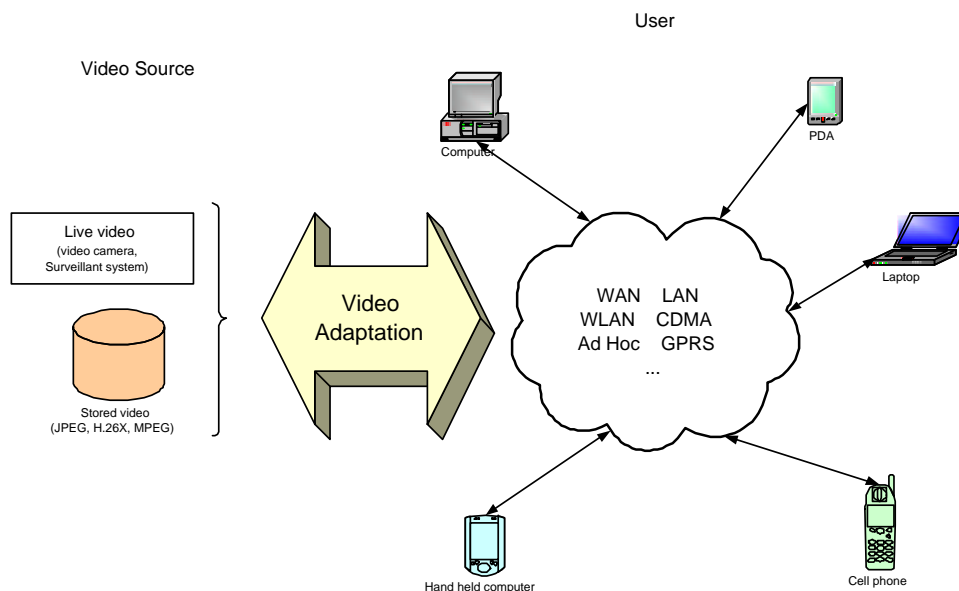 User
Video Source
Computer
PDA
Live video
(video camera,
Surveillant system)
Stored video
(JPEG, H.26X, MPEG)
Video
Adaptation
WAN LAN
WLAN CDMA
Ad Hoc GPRS
...
Laptop
Hand held computer
Cell phone